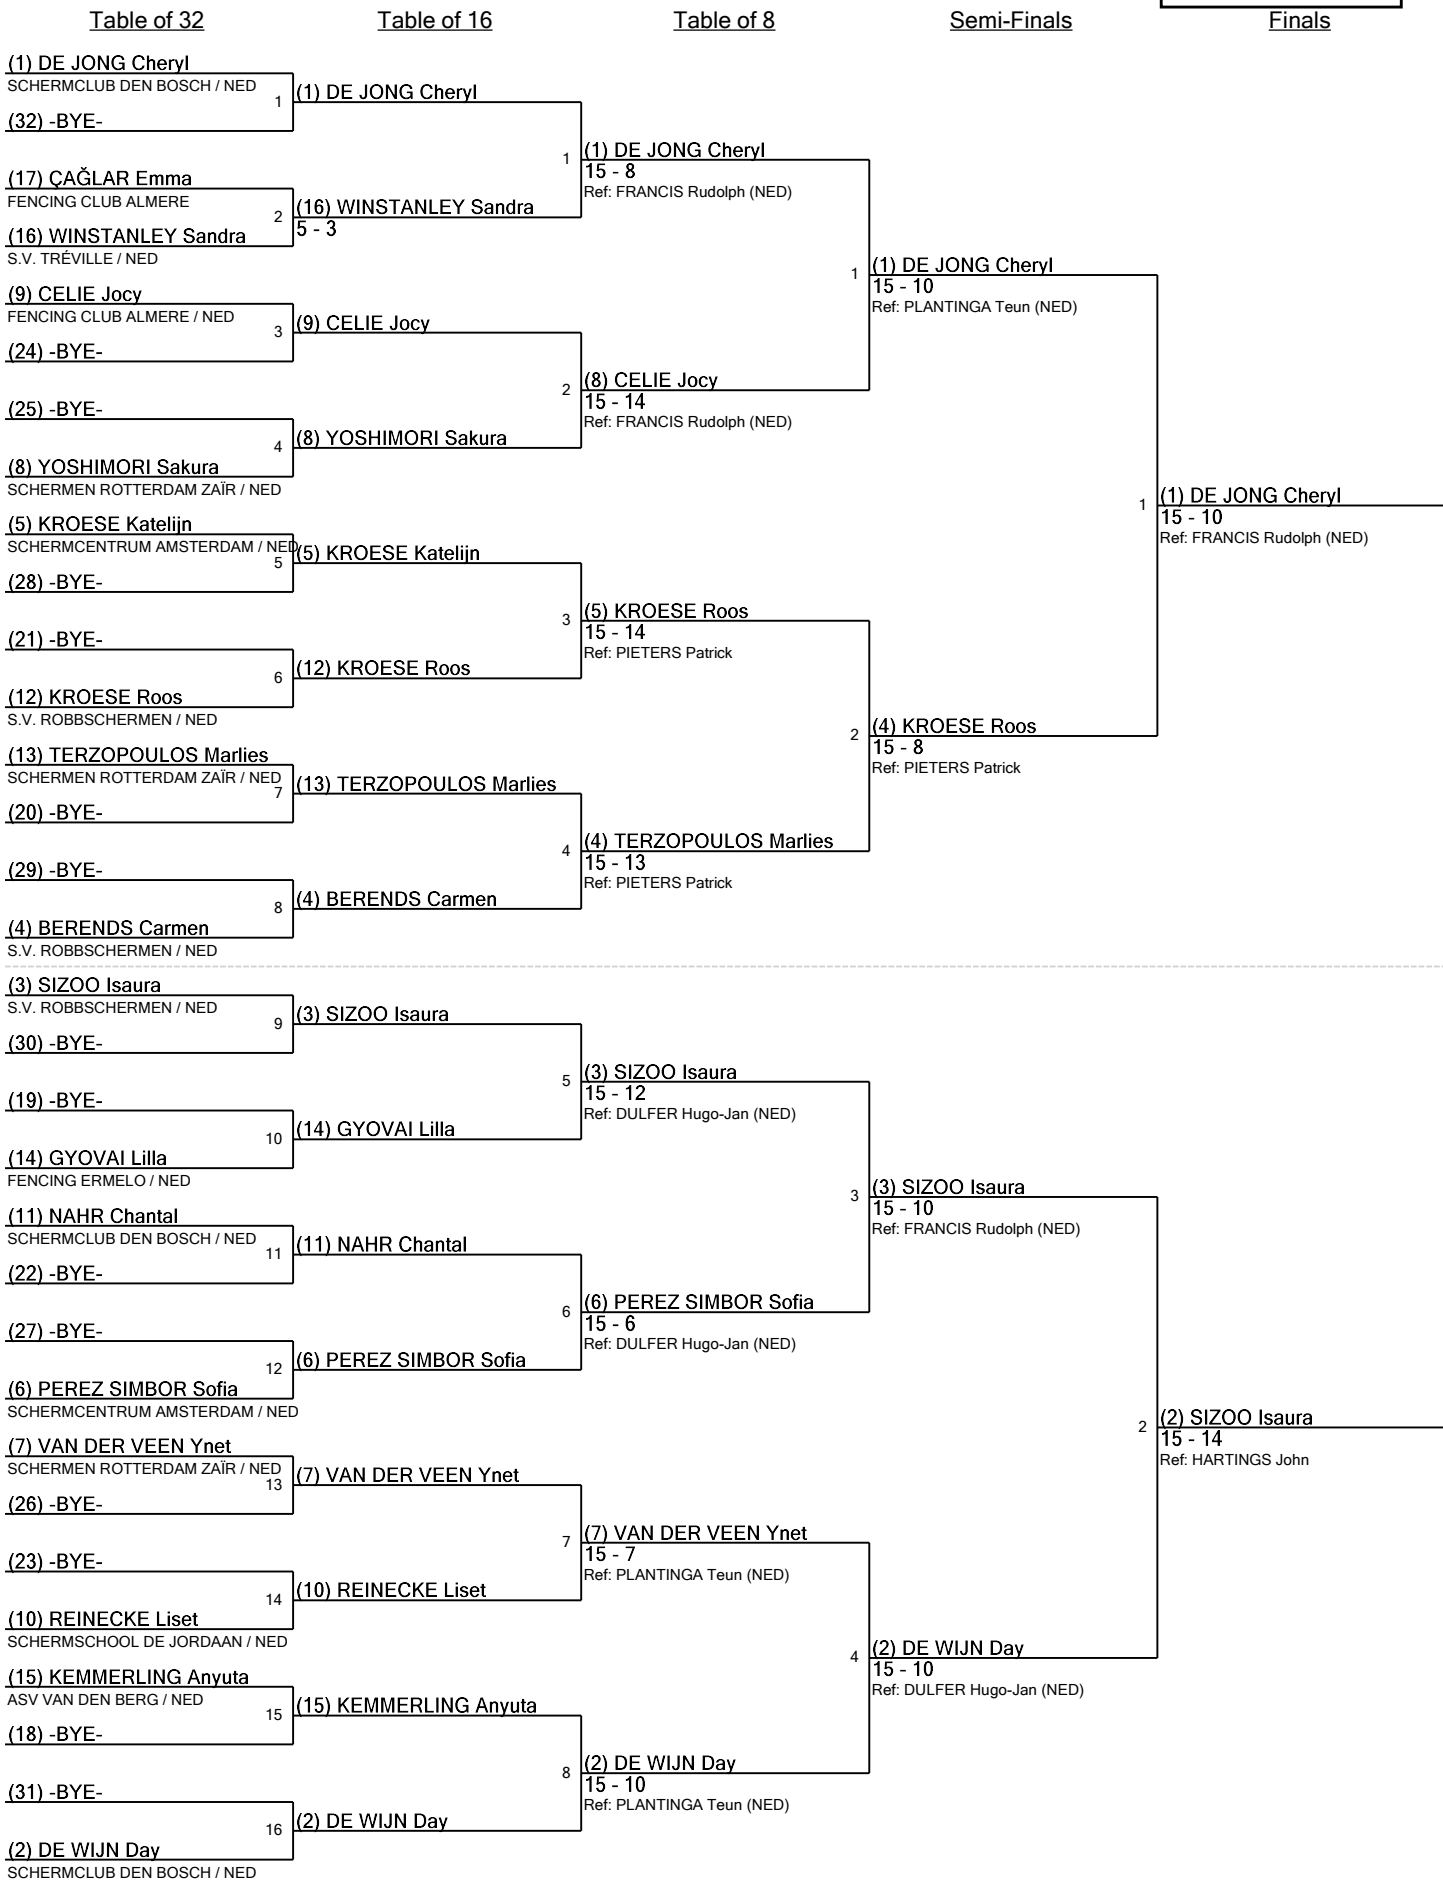 Table of 32
Table of 16
Table of 8
Semi-Finals
Finals
(1) DE JONG Cheryl
SCHERMCLUB DEN BOSCH / NED
1
(32) -BYE-
(17) ÇAĞLAR Emma
FENCING CLUB ALMERE
2
(16) WINSTANLEY Sandra
S.V. TRÉVILLE / NED
(9) CELIE Jocy
FENCING CLUB ALMERE / NED
3
(24) -BYE-
(25) -BYE-
4
(8) YOSHIMORI Sakura
SCHERMEN ROTTERDAM ZAÏR / NED
(5) KROESE Katelijn
SCHERMCENTRUM AMSTERDAM / NED
5
(28) -BYE-
(21) -BYE-
6
(12) KROESE Roos
S.V. ROBBSCHERMEN / NED
(13) TERZOPOULOS Marlies
SCHERMEN ROTTERDAM ZAÏR / NED
7
(20) -BYE-
(29) -BYE-
8
(4) BERENDS Carmen
S.V. ROBBSCHERMEN / NED
(3) SIZOO Isaura
S.V. ROBBSCHERMEN / NED
9
(30) -BYE-
(19) -BYE-
10
(14) GYOVAI Lilla
FENCING ERMELO / NED
(11) NAHR Chantal
SCHERMCLUB DEN BOSCH / NED
11
(22) -BYE-
(27) -BYE-
12
(6) PEREZ SIMBOR Sofia
SCHERMCENTRUM AMSTERDAM / NED
(7) VAN DER VEEN Ynet
SCHERMEN ROTTERDAM ZAÏR / NED
13
(26) -BYE-
(23) -BYE-
14
(10) REINECKE Liset
SCHERMSCHOOL DE JORDAAN / NED
(15) KEMMERLING Anyuta
ASV VAN DEN BERG / NED
15
(18) -BYE-
(31) -BYE-
16
(2) DE WIJN Day
SCHERMCLUB DEN BOSCH / NED
(1) DE JONG Cheryl
1
(16) WINSTANLEY Sandra
5 - 3
(9) CELIE Jocy
2
(8) YOSHIMORI Sakura
(5) KROESE Katelijn
3
(12) KROESE Roos
(13) TERZOPOULOS Marlies
4
(4) BERENDS Carmen
(3) SIZOO Isaura
5
(14) GYOVAI Lilla
(11) NAHR Chantal
6
(6) PEREZ SIMBOR Sofia
(7) VAN DER VEEN Ynet
7
(10) REINECKE Liset
(15) KEMMERLING Anyuta
8
(2) DE WIJN Day
(1) DE JONG Cheryl
15 - 8
Ref: FRANCIS Rudolph (NED)
1
(8) CELIE Jocy
15 - 14
Ref: FRANCIS Rudolph (NED)
(5) KROESE Roos
15 - 14
Ref: PIETERS Patrick
2
(4) TERZOPOULOS Marlies
15 - 13
Ref: PIETERS Patrick
(3) SIZOO Isaura
15 - 12
Ref: DULFER Hugo-Jan (NED)
3
(6) PEREZ SIMBOR Sofia
15 - 6
Ref: DULFER Hugo-Jan (NED)
(7) VAN DER VEEN Ynet
15 - 7
Ref: PLANTINGA Teun (NED)
4
(2) DE WIJN Day
15 - 10
Ref: PLANTINGA Teun (NED)
(1) DE JONG Cheryl
15 - 10
Ref: PLANTINGA Teun (NED)
1
(4) KROESE Roos
15 - 8
Ref: PIETERS Patrick
(3) SIZOO Isaura
15 - 10
Ref: FRANCIS Rudolph (NED)
2
(2) DE WIJN Day
15 - 10
Ref: DULFER Hugo-Jan (NED)
(1) DE JONG Cheryl
15 - 10
Ref: FRANCIS Rudolph (NED)
(2) SIZOO Isaura
15 - 14
Ref: HARTINGS John